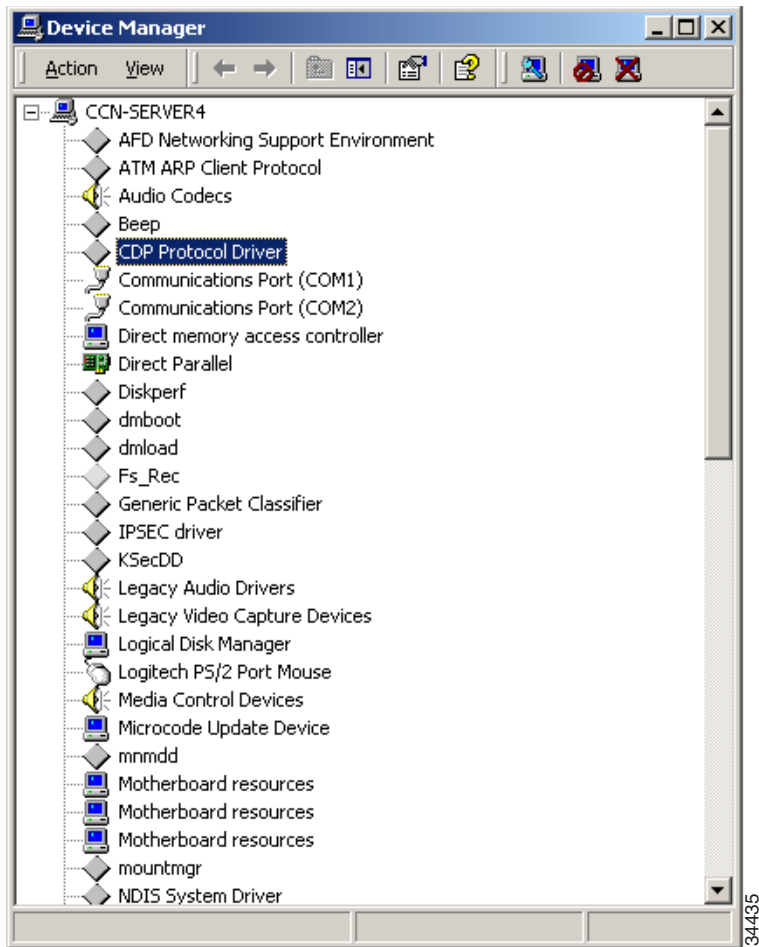 Device Manager
Action View
CCN-SERVER4
AFD Networking Support Environment
ATM ARP Client Protocol
Audio Codecs
Beep
CDP Protocol Driver
Communications Port (COM1)
Communications Port (COM2)
Direct memory access controller
Direct Parallel
Diskperf
dmboot
dmload
Fs_Rec
Generic Packet Classifier
IPSEC driver
KSecDD
Legacy Audio Drivers
Legacy Video Capture Devices
Logical Disk Manager
Logitech PS/2 Port Mouse
Media Control Devices
Microcode Update Device
mnmdd
Motherboard resources
Motherboard resources
Motherboard resources
mountmgr
NDIS System Driver
34435